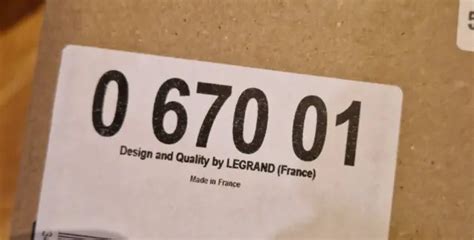 0 670 01
Design and Quality by LEGRAND (France)
Made in France